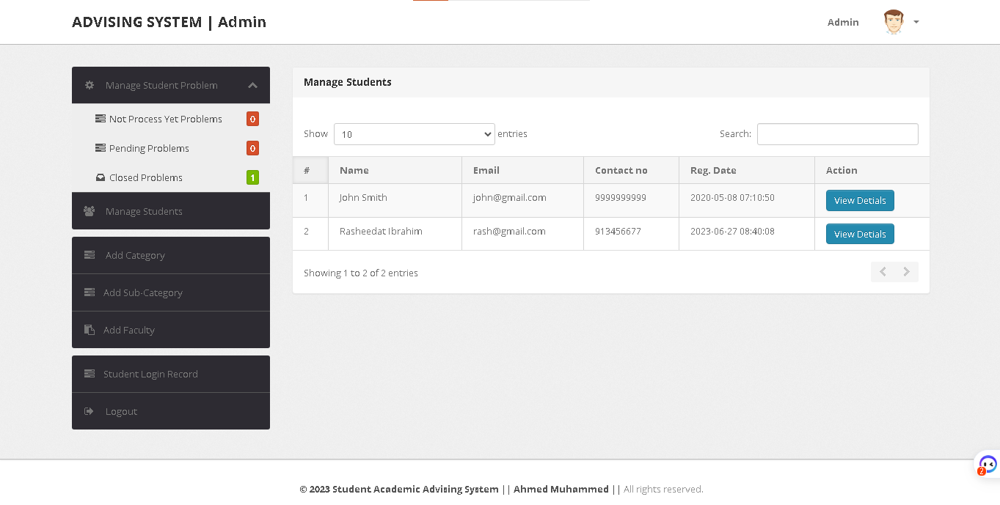 ADVISING SYSTEM | Admin
Admin
Manage Student Problem
Not Process Yet Problems 0
Pending Problems 0
Closed Problems 1
Manage Students
Add Category
Add Sub-Category
Add Faculty
Student Login Record
Logout
Manage Students
Show 10 entries Search:
# Name Email Contact no Reg. Date Action
1 John Smith john@gmail.com 9999999999 2020-05-08 07:10:50 View Detials
2 Rasheedat Ibrahim rash@gmail.com 913456677 2023-06-27 08:40:08 View Detials
Showing 1 to 2 of 2 entries
2
© 2023 Student Academic Advising System || Ahmed Muhammed || All rights reserved.